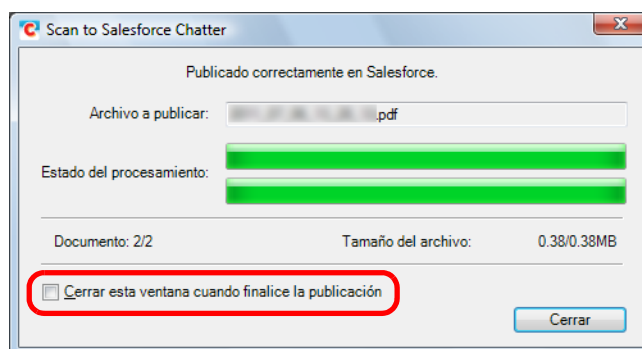 Scan to Salesforce Chatter
Publicado correctamente en Salesforce.
Archivo a publicar: .pdf
Estado del procesamiento:
Documento: 2/2 Tamaño del archivo: 0.38/0.38MB
Cerrar esta ventana cuando finalice la publicación
Cerrar